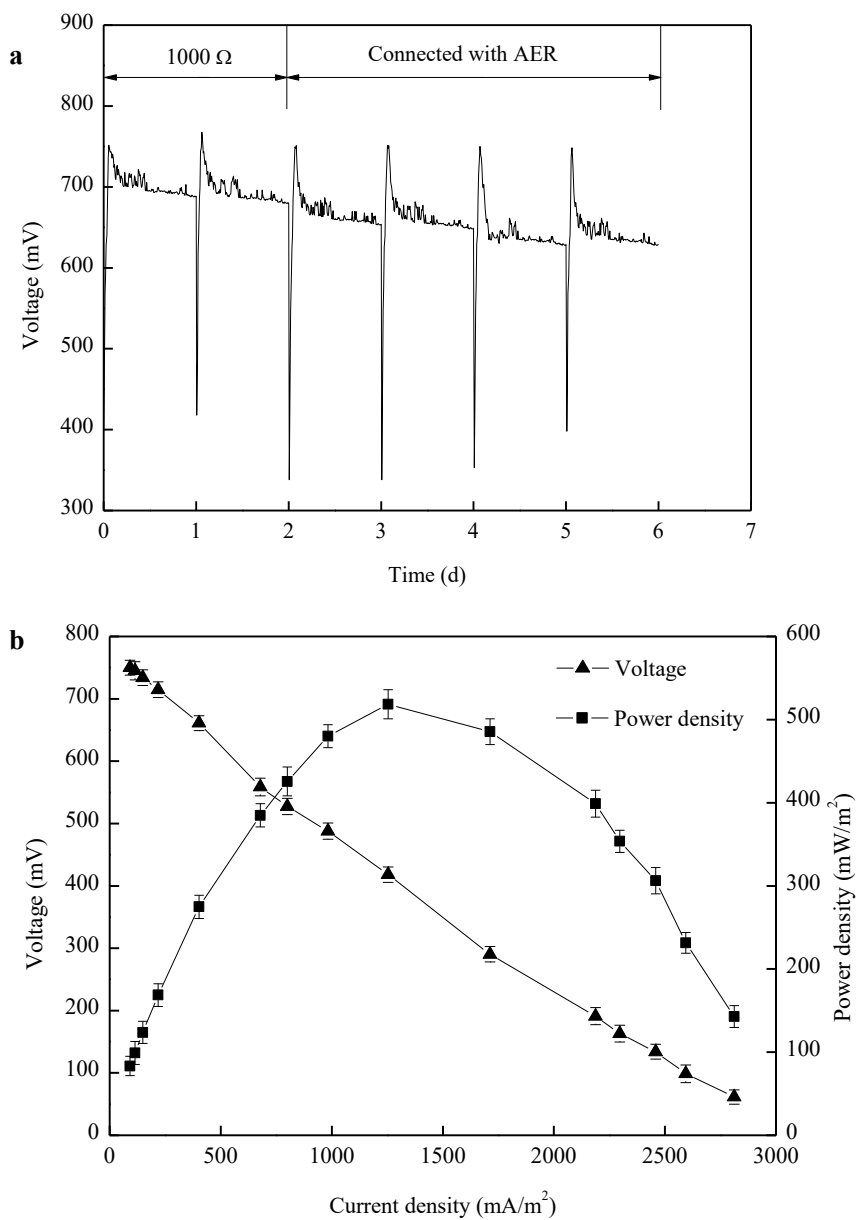 a
1000 Ω
Connected with AER
900
800
700
600
500
400
300
Voltage (mV)
0 1 2 3 4 5 6 7
Time (d)
b
800
700
600
500
400
300
200
100
0
Voltage (mV)
Voltage
Power density
600
500
400
300
200
100
0
Power density (mW/m²)
0 500 1000 1500 2000 2500 3000
Current density (mA/m²)